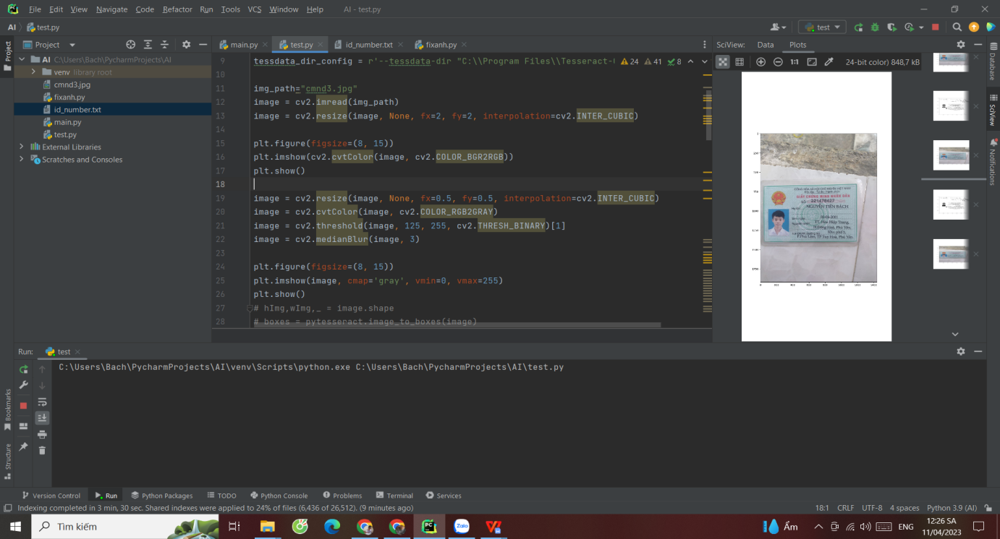 File Edit View Navigate Code Refactor Run Tools VCS Window Help AI - test.py
AI test.py test
Project main.py test.py id_number.txt fixanh.py SciView: Data Plots
Project
AI C:\Users\Bach\PycharmProjects\AI
venv library root
cmnd3.jpg
fixanh.py
id_number.txt
main.py
test.py
External Libraries
Scratches and Consoles
24 41 8
9 tessdata_dir_config = r'--tessdata-dir "C:\\Program Files\\Tesseract-
10
11 img_path="cmnd3.jpg"
12 image = cv2.imread(img_path)
13 image = cv2.resize(image, None, fx=2, fy=2, interpolation=cv2.INTER_CUBIC)
14
15 plt.figure(figsize=(8, 15))
16 plt.imshow(cv2.cvtColor(image, cv2.COLOR_BGR2RGB))
17 plt.show()
18
19 image = cv2.resize(image, None, fx=0.5, fy=0.5, interpolation=cv2.INTER_CUBIC)
20 image = cv2.cvtColor(image, cv2.COLOR_RGB2GRAY)
21 image = cv2.threshold(image, 125, 255, cv2.THRESH_BINARY)[1]
22 image = cv2.medianBlur(image, 3)
23
24 plt.figure(figsize=(8, 15))
25 plt.imshow(image, cmap='gray', vmin=0, vmax=255)
26 plt.show()
27 # hImg,wImg,_ = image.shape
28 # boxes = pytesseract.image_to_boxes(image)
1:1 24-bit color) 848,7 kB
GIẤY CHỨNG MINH NHÂN DÂN
221478427
NGUYỄN TIẾN BÁCH
Database
SciView
Notifications
Run: test
C:\Users\Bach\PycharmProjects\AI\venv\Scripts\python.exe C:\Users\Bach\PycharmProjects\AI\test.py
Bookmarks
Structure
Version Control Run Python Packages TODO Python Console Problems Terminal Services
Indexing completed in 3 min, 30 sec. Shared indexes were applied to 24% of files (6,436 of 26,512). (9 minutes ago) 18:1 CRLF UTF-8 4 spaces Python 3.9 (AI)
Tìm kiếm Zalo Ẩm ENG 12:26 SA
11/04/2023